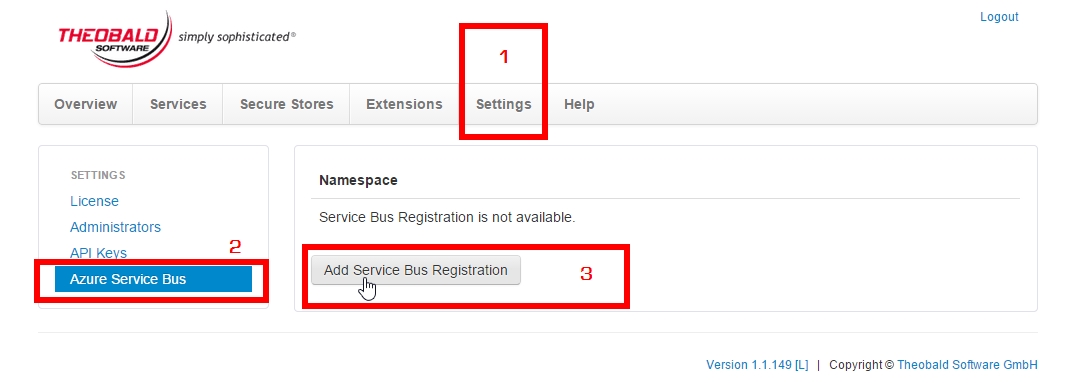 Logout
THEOBALD
SOFTWARE
simply sophisticated®
1
Overview Services Secure Stores Extensions Settings Help
SETTINGS
License
Administrators
API Keys
2
Azure Service Bus
Namespace
Service Bus Registration is not available.
Add Service Bus Registration
3
Version 1.1.149 [L] | Copyright © Theobald Software GmbH